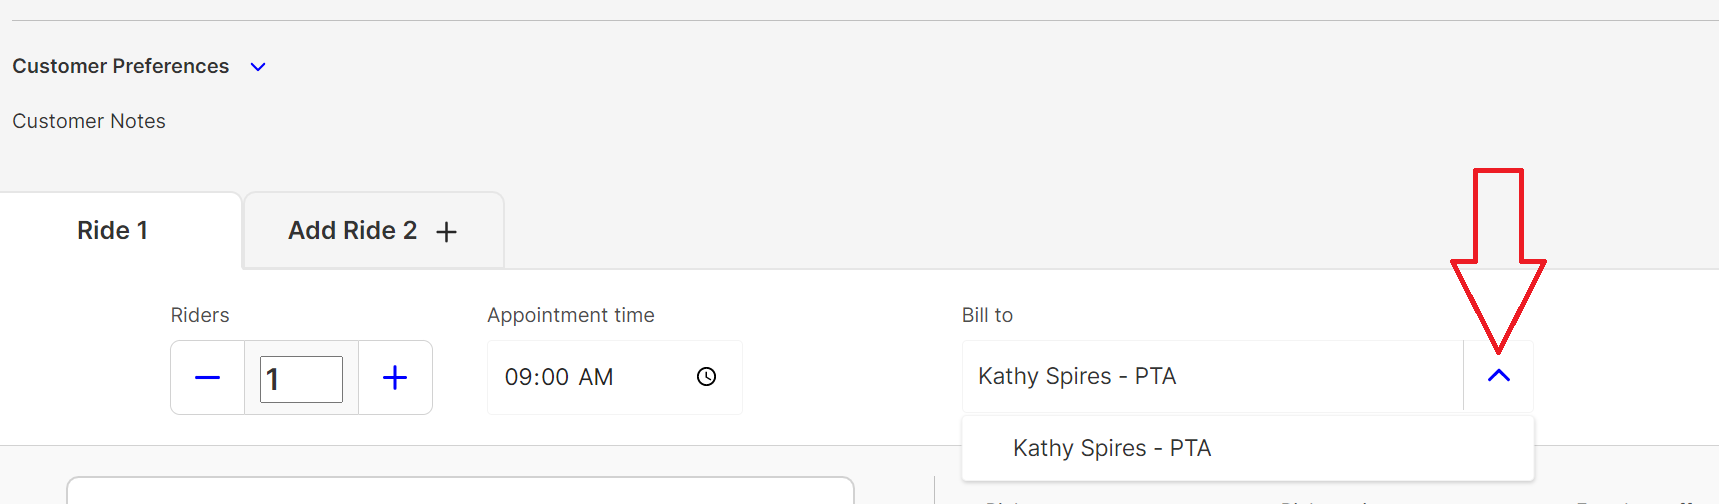 Customer Preferences
Customer Notes
Ride 1
Add Ride 2 +
Riders
Appointment time
Bill to
1
09:00 AM
Kathy Spires - PTA
Kathy Spires - PTA